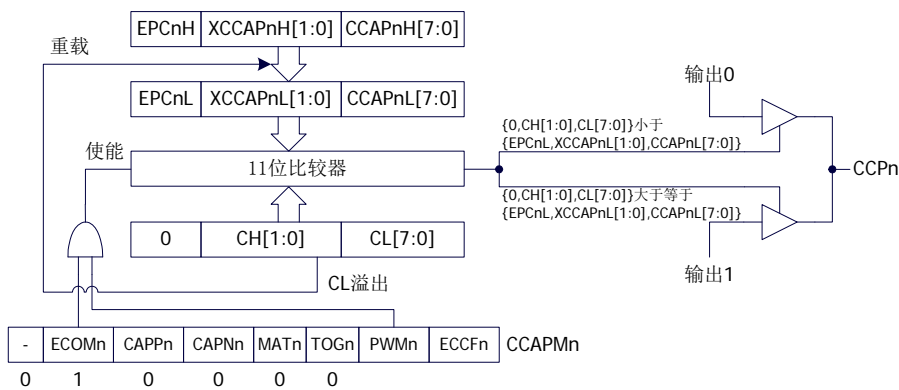 EPCnH XCCAPnH[1:0] CCAPnH[7:0]
重载
EPCnL XCCAPnL[1:0] CCAPnL[7:0]
输出0
{0,CH[1:0],CL[7:0]}小于
{EPCnL,XCCAPnL[1:0],CCAPnL[7:0]}
使能
11位比较器
CCPn
{0,CH[1:0],CL[7:0]}大于等于
{EPCnL,XCCAPnL[1:0],CCAPnL[7:0]}
0 CH[1:0] CL[7:0]
输出1
CL溢出
- ECOMn CAPPn CAPNn MATn TOGn PWMn ECCFn CCAPMn
0 1 0 0 0 0